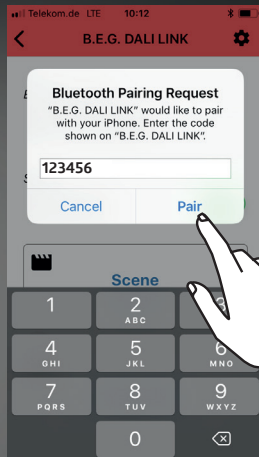 Telekom.de LTE 10:12
B.E.G. DALI LINK
Bluetooth Pairing Request
"B.E.G. DALI LINK" would like to pair
with your iPhone. Enter the code
shown on "B.E.G. DALI LINK".
123456
Cancel Pair
Scene
1 2 3
ABC
4 5 6
GHI JKL MNO
7 8 9
PQRS TUV WXYZ
0